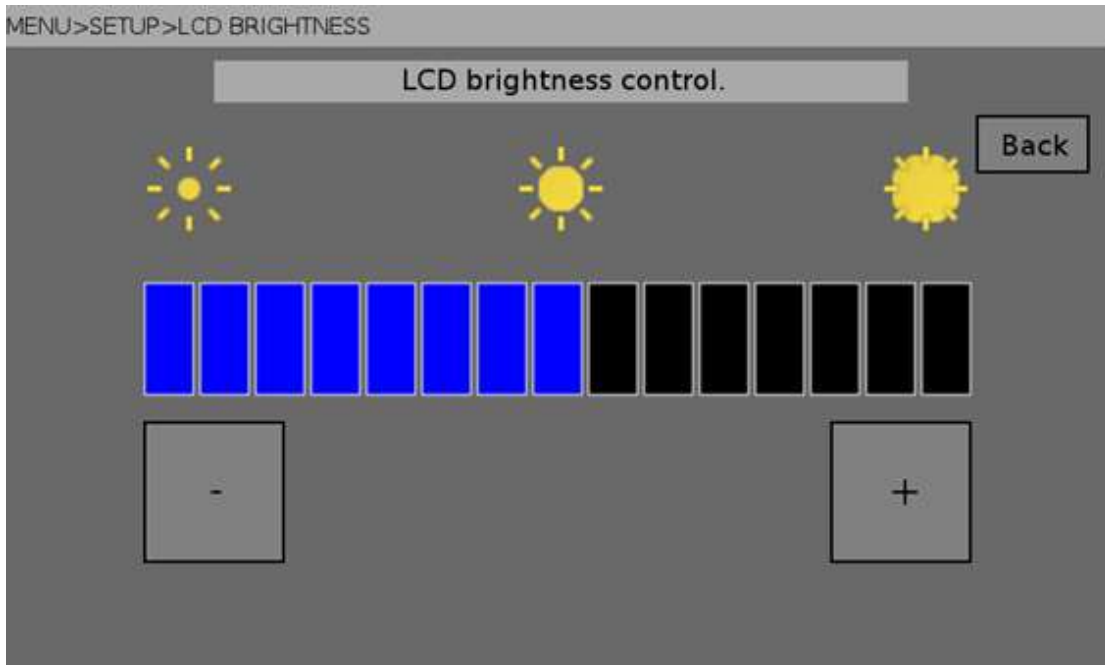 MENU>SETUP>LCD BRIGHTNESS
LCD brightness control.
Back
-
+